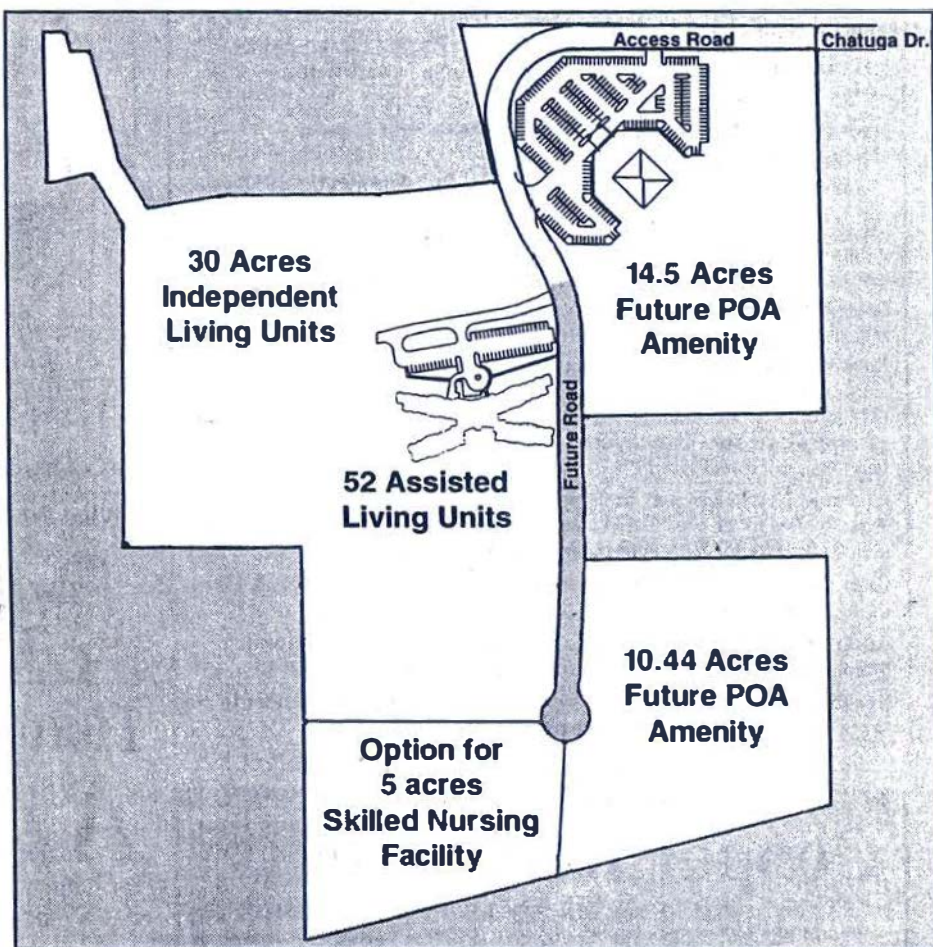 Access Road
Chatuga Dr.
30 Acres
Independent
Living Units
14.5 Acres
Future POA
Amenity
Future Road
52 Assisted
Living Units
10.44 Acres
Future POA
Amenity
Option for
5 acres
Skilled Nursing
Facility